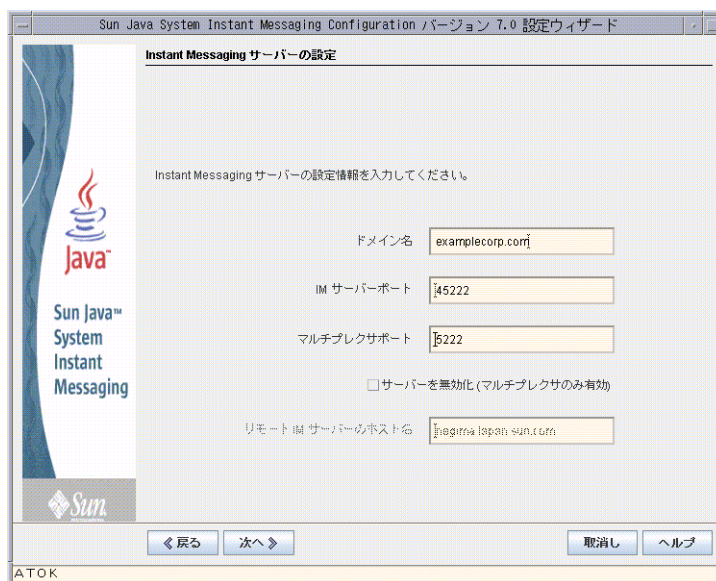 Sun Java System Instant Messaging Configuration バージョン 7.0 設定ウィザード
Instant Messaging サーバーの設定
Instant Messaging サーバーの設定情報を入力してください。
ドメイン名 examplecorp.com
IM サーバーポート 45222
マルチプレクサポート 5222
サーバーを無効化 (マルチプレクサのみ有効)
リモート IM サーバーのホスト名 negima.japan.sun.com
Java™
Sun Java™
System
Instant
Messaging
Sun
戻る 次へ 取消し ヘルプ
ATOK